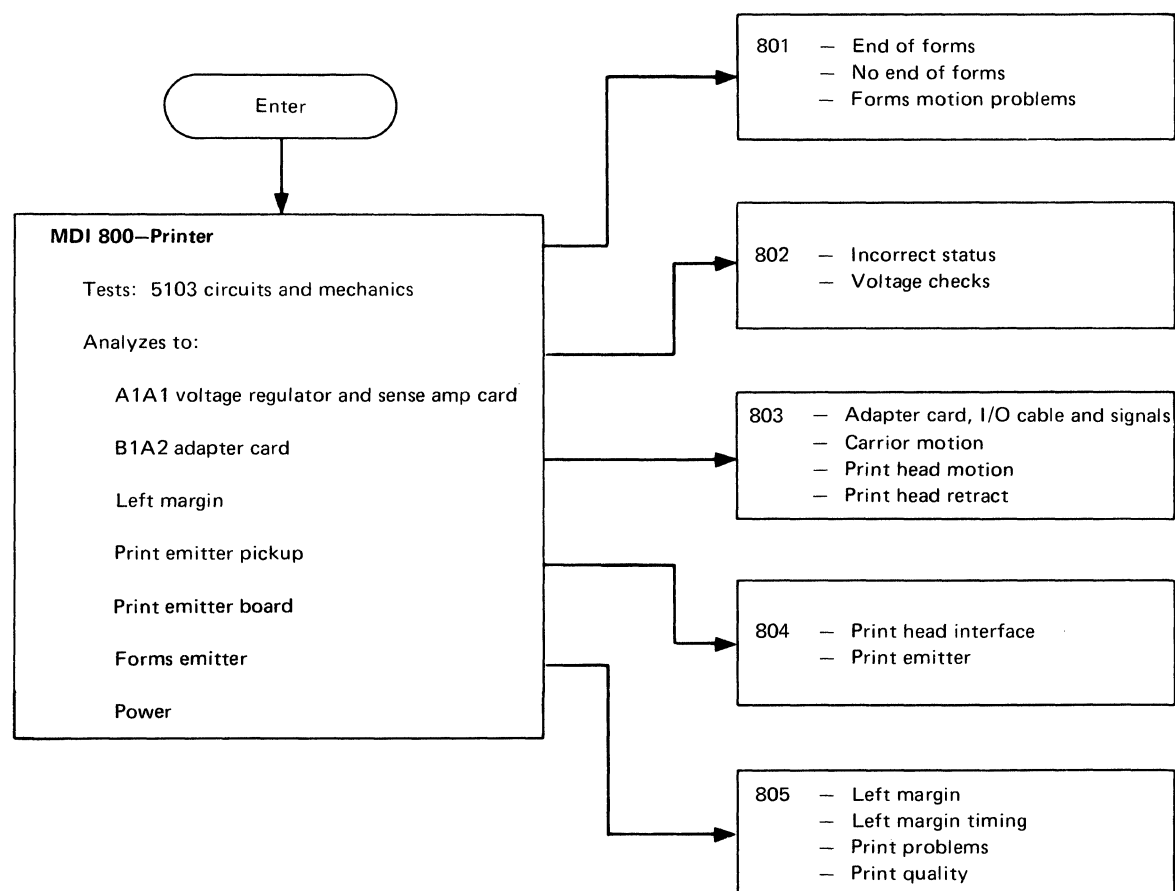 Enter
MDI 800—Printer
Tests: 5103 circuits and mechanics
Analyzes to:
A1A1 voltage regulator and sense amp card
B1A2 adapter card
Left margin
Print emitter pickup
Print emitter board
Forms emitter
Power
801 — End of forms
— No end of forms
— Forms motion problems
802 — Incorrect status
— Voltage checks
803 — Adapter card, I/O cable and signals
— Carrior motion
— Print head motion
— Print head retract
804 — Print head interface
— Print emitter
805 — Left margin
— Left margin timing
— Print problems
— Print quality